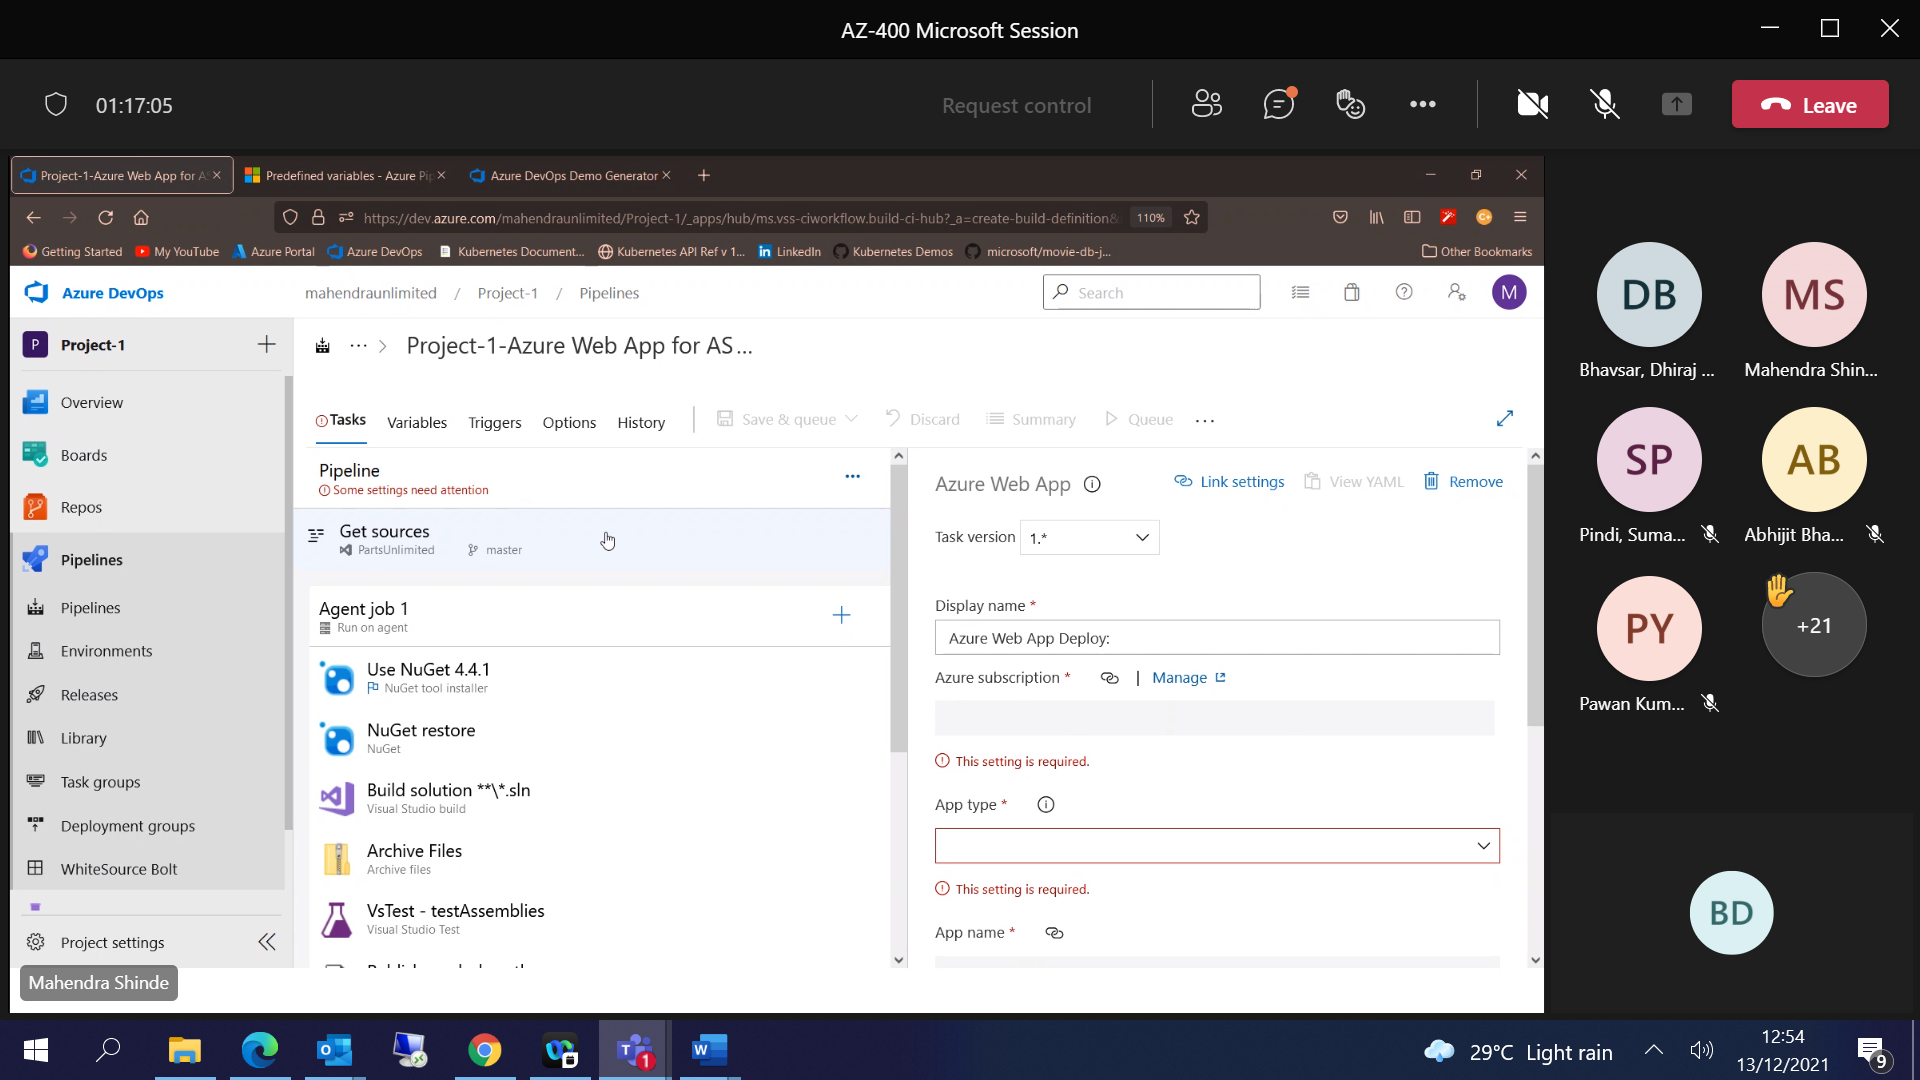 AZ-400 Microsoft Session
01:17:05
Request control
Leave
Project-1-Azure Web App for AS
Predefined variables - Azure Pip
Azure DevOps Demo Generator
https://dev.azure.com/mahendraunlimited/Project-1/_apps/hub/ms.vss-ciworkflow.build-ci-hub?_a=create-build-definition&
110%
Getting Started
My YouTube
Azure Portal
Azure DevOps
Kubernetes Document...
Kubernetes API Ref v 1...
LinkedIn
Kubernetes Demos
microsoft/movie-db-j...
Other Bookmarks
Azure DevOps
mahendraunlimited / Project-1 / Pipelines
Search
M
P Project-1
Overview
Boards
Repos
Pipelines
Pipelines
Environments
Releases
Library
Task groups
Deployment groups
WhiteSource Bolt
Project settings
Mahendra Shinde
... > Project-1-Azure Web App for AS...
Tasks
Variables
Triggers
Options
History
Save & queue
Discard
Summary
Queue
Pipeline
Some settings need attention
Get sources
PartsUnlimited
master
Agent job 1
Run on agent
Use NuGet 4.4.1
NuGet tool installer
NuGet restore
NuGet
Build solution **\*.sln
Visual Studio build
Archive Files
Archive files
VsTest - testAssemblies
Visual Studio Test
Azure Web App
Link settings
View YAML
Remove
Task version
1.*
Display name *
Azure Web App Deploy:
Azure subscription *
| Manage
This setting is required.
App type *
This setting is required.
App name *
DB
Bhavsar, Dhiraj ...
MS
Mahendra Shin...
SP
Pindi, Suma...
AB
Abhijit Bha...
PY
Pawan Kum...
+21
BD
1
29°C Light rain
12:54
13/12/2021
9